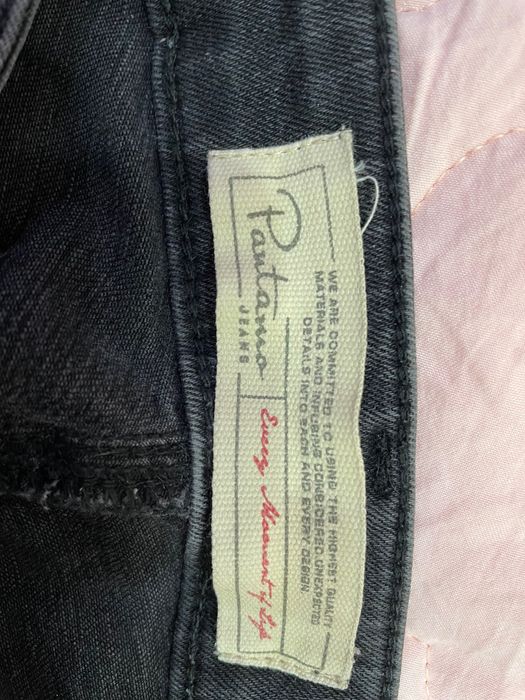 Pantamo
JEANS
Every Moment of Life
WE ARE COMMITTED TO USING THE HIGHEST QUALITY
MATERIALS AND INFUSING CONSIDERED, UNEXPECTED
DETAILS INTO EACH AND EVERY DESIGN.